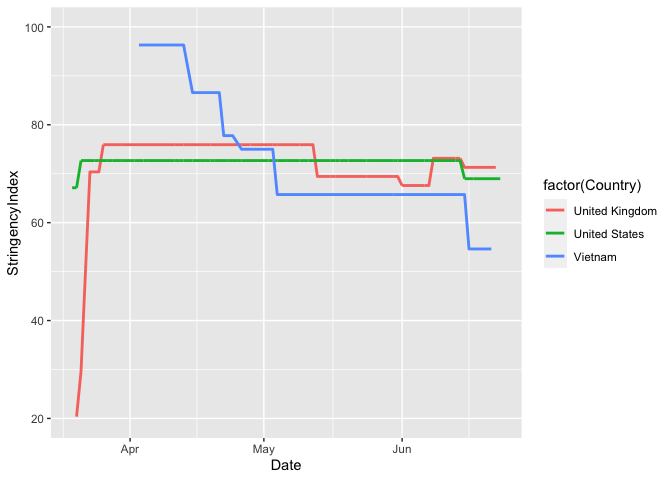 100
80
60
40
20
StringencyIndex
Apr
May
Jun
Date
factor(Country)
United Kingdom
United States
Vietnam